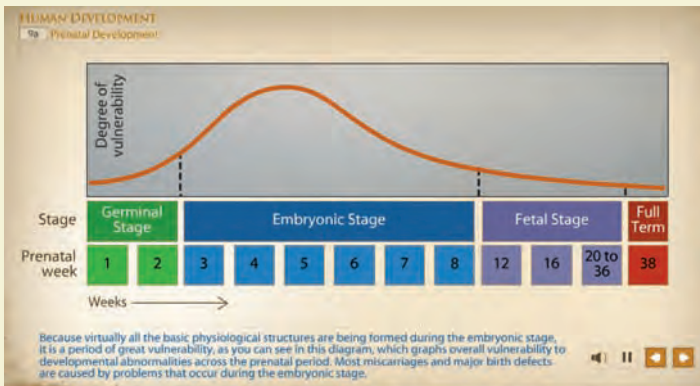 HUMAN DEVELOPMENT
9a Prenatal Development
Degree of
vulnerability
Stage
Germinal
Stage
Embryonic Stage
Fetal Stage
Full
Term
Prenatal
week
1 2 3 4 5 6 7 8 12 16 20 to
36 38
Weeks
Because virtually all the basic physiological structures are being formed during the embryonic stage,
it is a period of great vulnerability, as you can see in this diagram, which graphs overall vulnerability to
developmental abnormalities across the prenatal period. Most miscarriages and major birth defects
are caused by problems that occur during the embryonic stage.